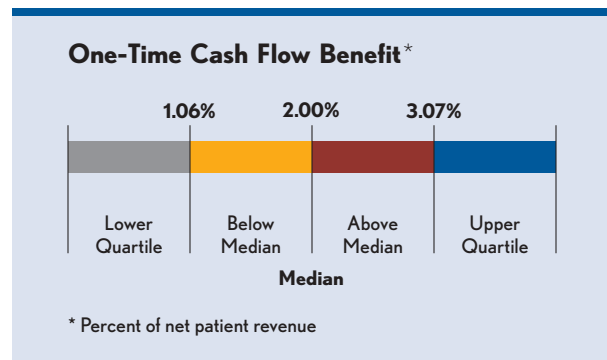 One-Time Cash Flow Benefit*
1.06% 2.00% 3.07%
Lower Below Above Upper
Quartile Median Median Quartile
Median
* Percent of net patient revenue